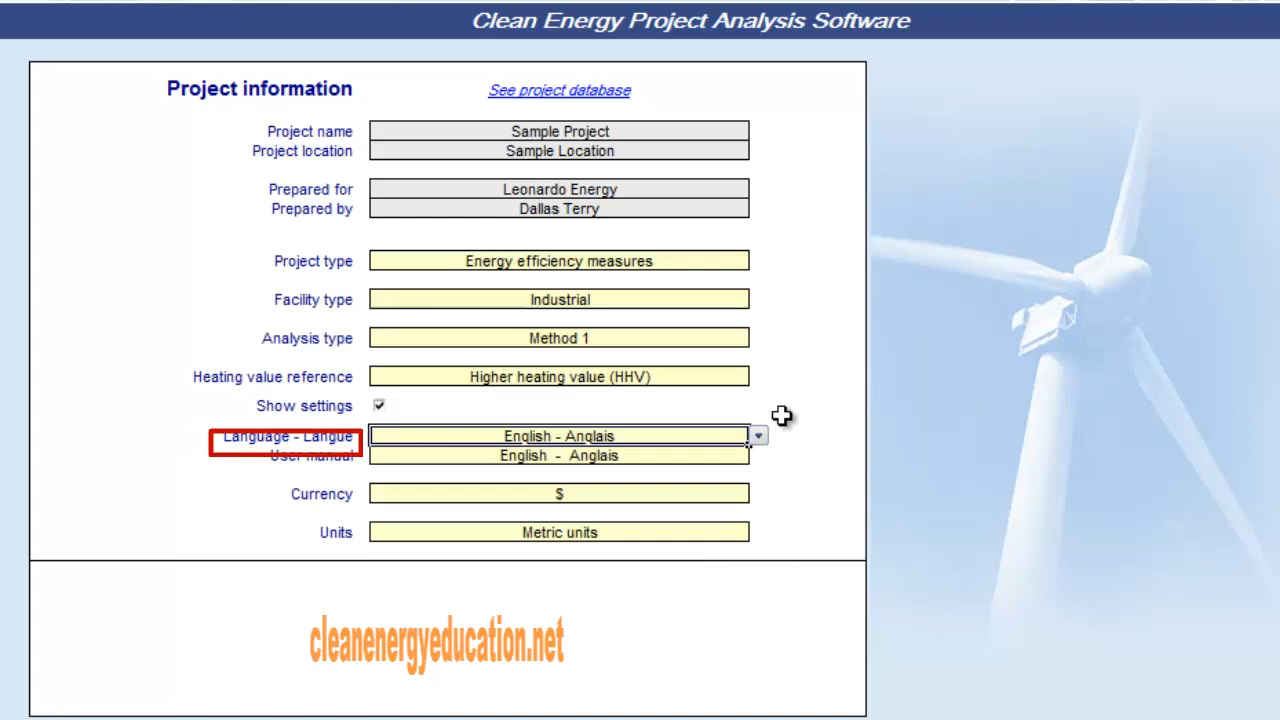 Clean Energy Project Analysis Software
Project information
See project database
Project name Sample Project
Project location Sample Location
Prepared for Leonardo Energy
Prepared by Dallas Terry
Project type Energy efficiency measures
Facility type Industrial
Analysis type Method 1
Heating value reference Higher heating value (HHV)
Show settings
Language - Langue English - Anglais
User manual English - Anglais
Currency $
Units Metric units
cleanenergyeducation.net